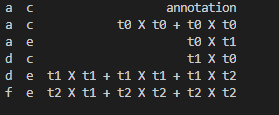 a c annotation
a c t0 X t0 + t0 X t0
a e t0 X t1
d c t1 X t0
d e t1 X t1 + t1 X t1 + t1 X t2
f e t2 X t1 + t2 X t2 + t2 X t2